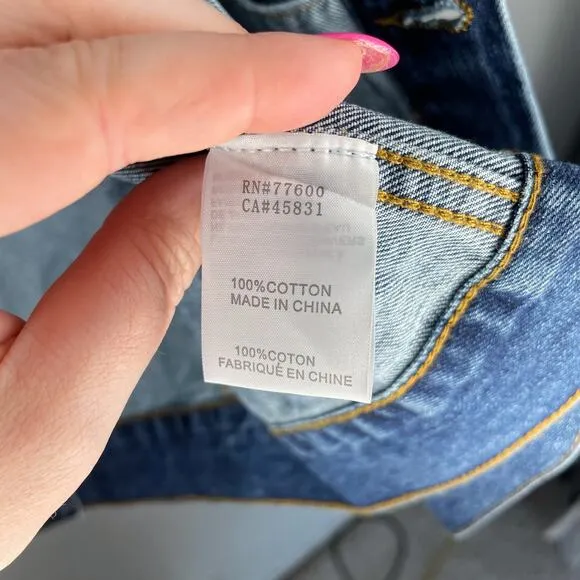 RN#77600
CA#45831
100%COTTON
MADE IN CHINA
100%COTON
FABRIQUÉ EN CHINE